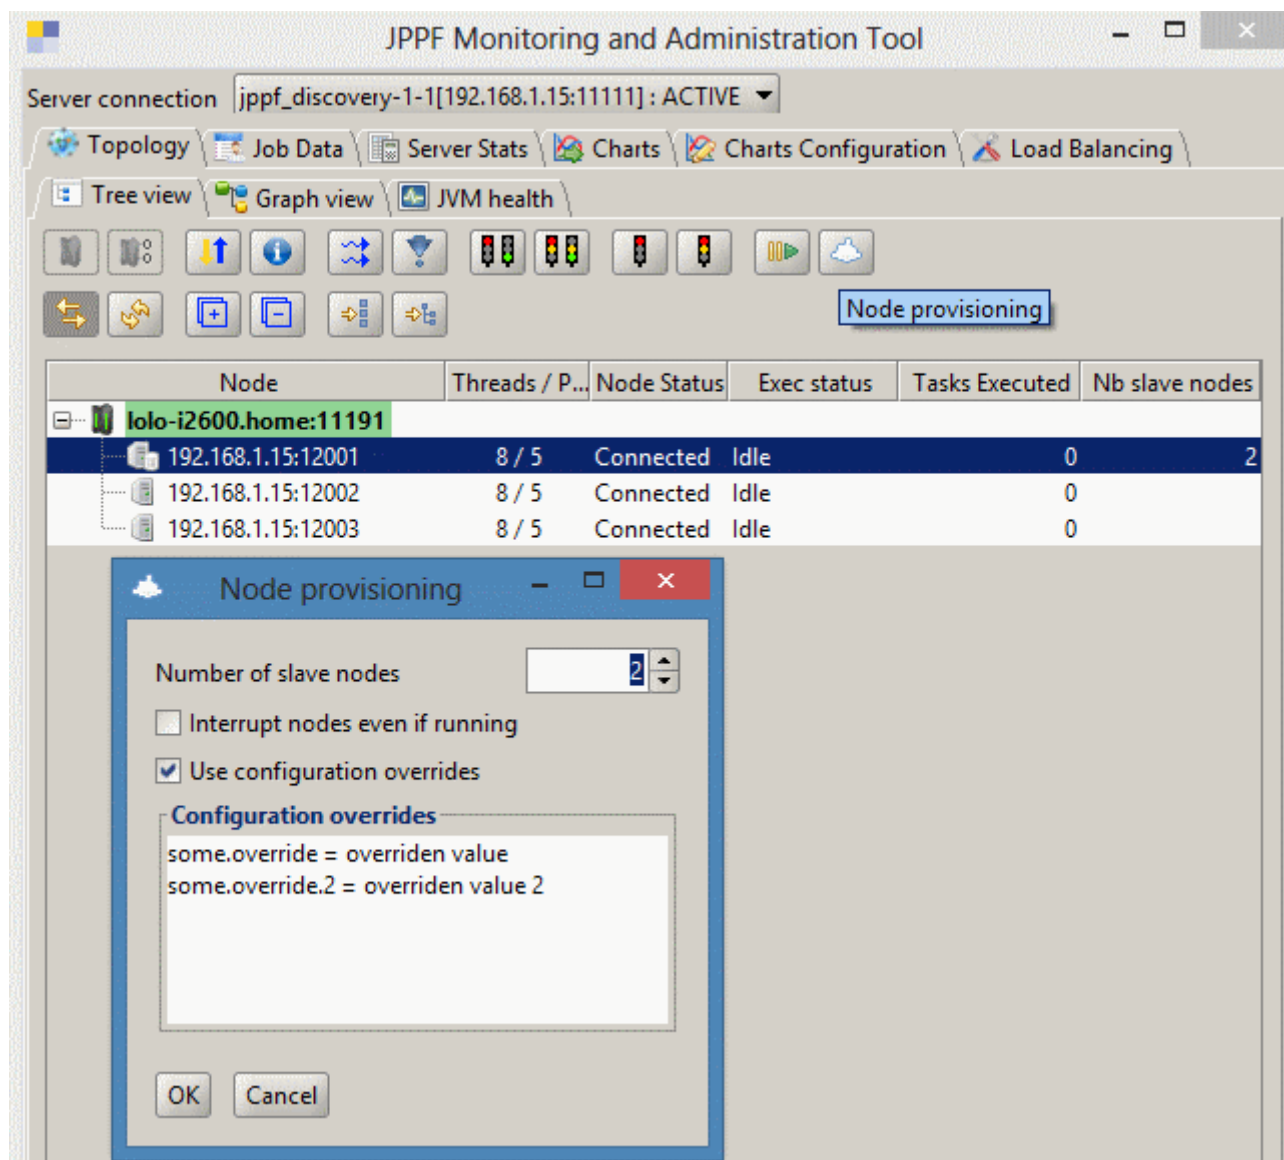 JPPF Monitoring and Administration Tool
Server connection jppf_discovery-1-1[192.168.1.15:11111] : ACTIVE
Topology Job Data Server Stats Charts Charts Configuration Load Balancing
Tree view Graph view JVM health
Node provisioning
Node Threads / P... Node Status Exec status Tasks Executed Nb slave nodes
lolo-i2600.home:11191
192.168.1.15:12001 8 / 5 Connected Idle 0 2
192.168.1.15:12002 8 / 5 Connected Idle 0
192.168.1.15:12003 8 / 5 Connected Idle 0
Node provisioning
Number of slave nodes 2
Interrupt nodes even if running
Use configuration overrides
Configuration overrides
some.override = overriden value
some.override.2 = overriden value 2
OK Cancel